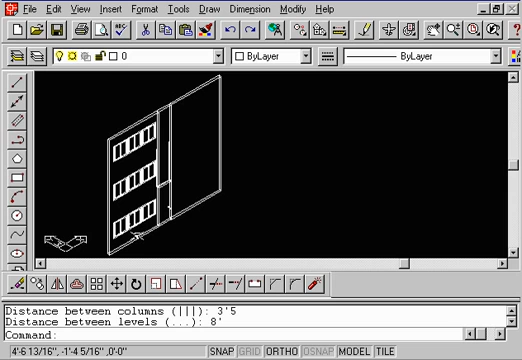 File Edit View Insert Format Tools Draw Dimension Modify Help
ABC
0 ByLayer ByLayer
Distance between columns (|||): 3'5
Distance between levels (...): 8'
Command:
4'-6 13/16", -1'-4 5/16" ,0'-0" SNAP GRID ORTHO OSNAP MODEL TILE